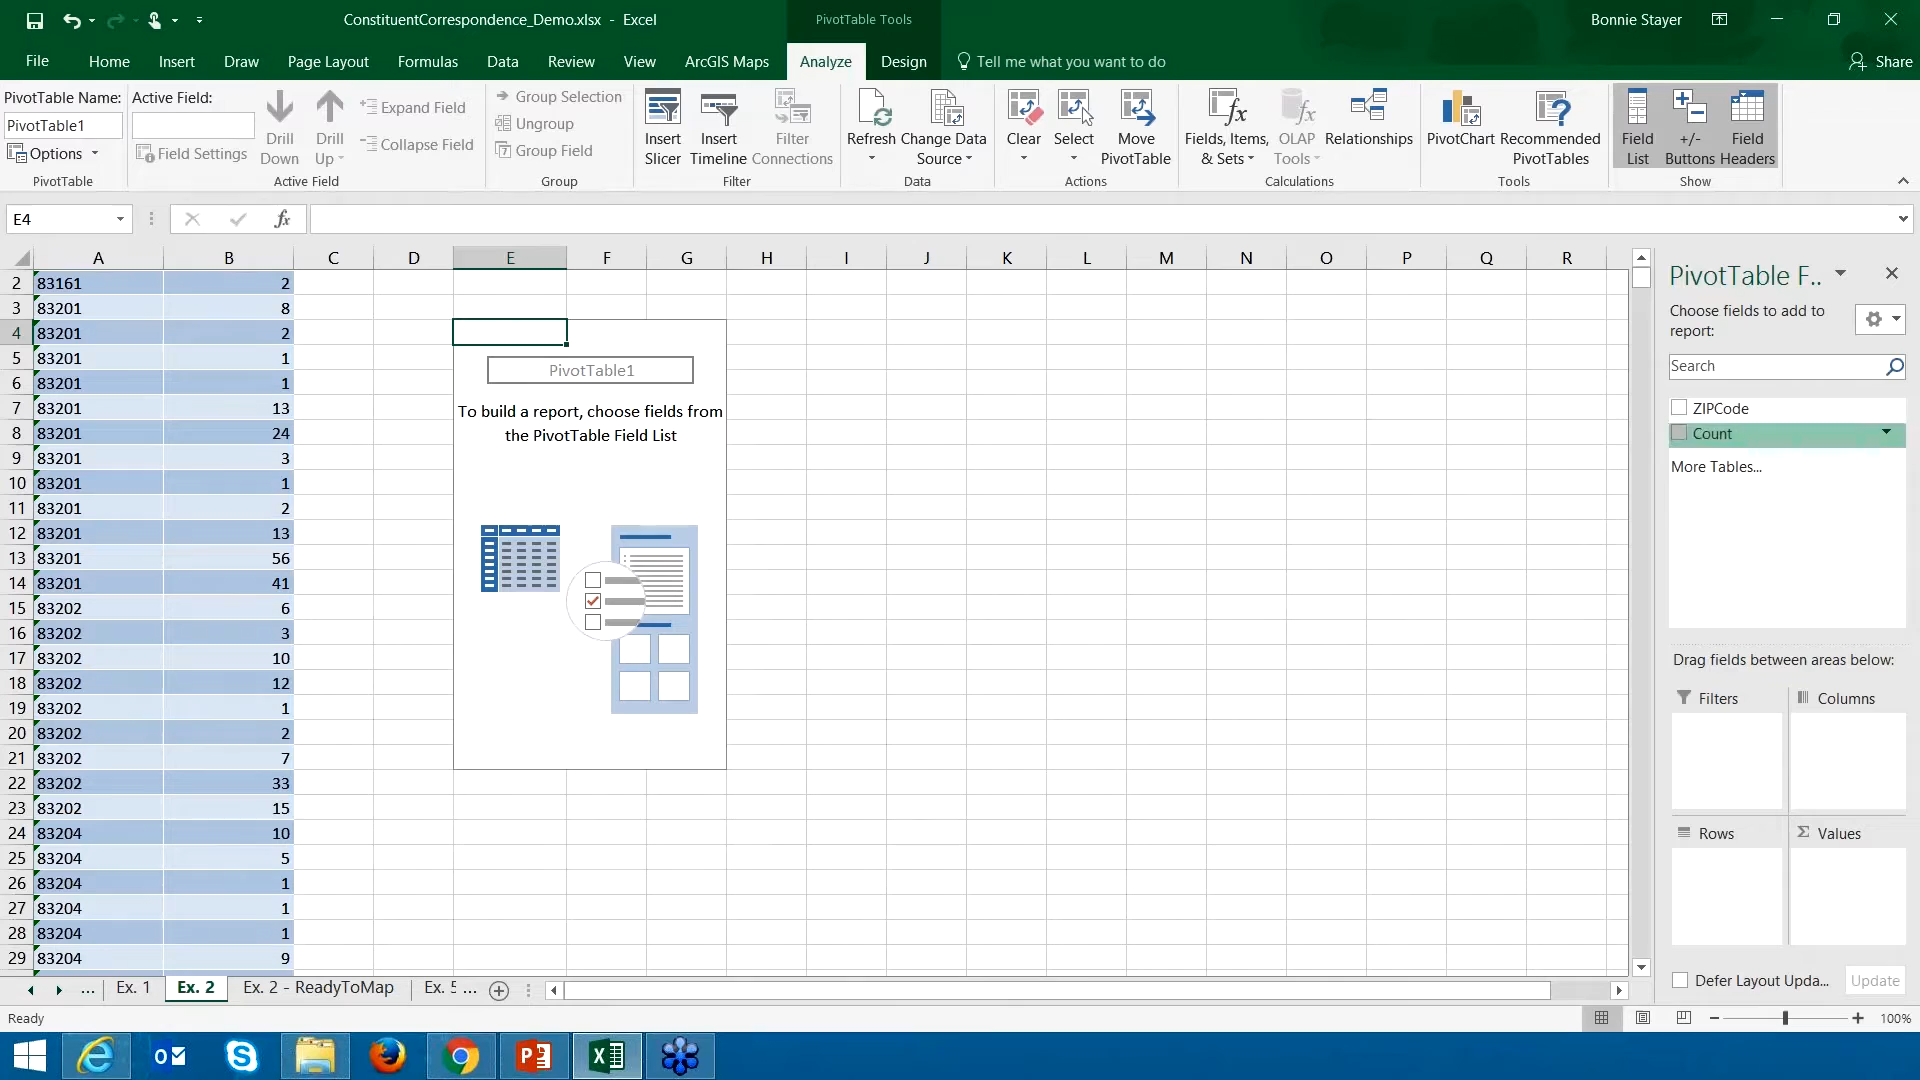 ConstituentCorrespondence_Demo.xlsx - Excel
PivotTable Tools
Bonnie Stayer
File Home Insert Draw Page Layout Formulas Data Review View ArcGIS Maps Analyze Design Tell me what you want to do Share
PivotTable Name:
PivotTable1
Options
PivotTable
Active Field:
Field Settings
Drill Down
Drill Up
Expand Field
Collapse Field
Active Field
Group Selection
Ungroup
Group Field
Group
Insert Slicer
Insert Timeline
Filter Connections
Filter
Refresh
Change Data Source
Data
Clear
Select
Move PivotTable
Actions
Fields, Items, & Sets
OLAP Tools
Relationships
Calculations
PivotChart
Recommended PivotTables
Tools
Field List
+/- Buttons
Field Headers
Show
E4
fx
A B C D E F G H I J K L M N O P Q R
2 83161 2
3 83201 8
4 83201 2
5 83201 1
6 83201 1
7 83201 13
8 83201 24
9 83201 3
10 83201 1
11 83201 2
12 83201 13
13 83201 56
14 83201 41
15 83202 6
16 83202 3
17 83202 10
18 83202 12
19 83202 1
20 83202 2
21 83202 7
22 83202 33
23 83202 15
24 83204 10
25 83204 5
26 83204 1
27 83204 1
28 83204 1
29 83204 9
PivotTable1
To build a report, choose fields from
the PivotTable Field List
PivotTable F..
Choose fields to add to
report:
Search
ZIPCode
Count
More Tables...
Drag fields between areas below:
Filters
Columns
Rows
Σ Values
Defer Layout Upda...
Update
... Ex. 1 Ex. 2 Ex. 2 - ReadyToMap Ex. 5 ...
Ready
100%